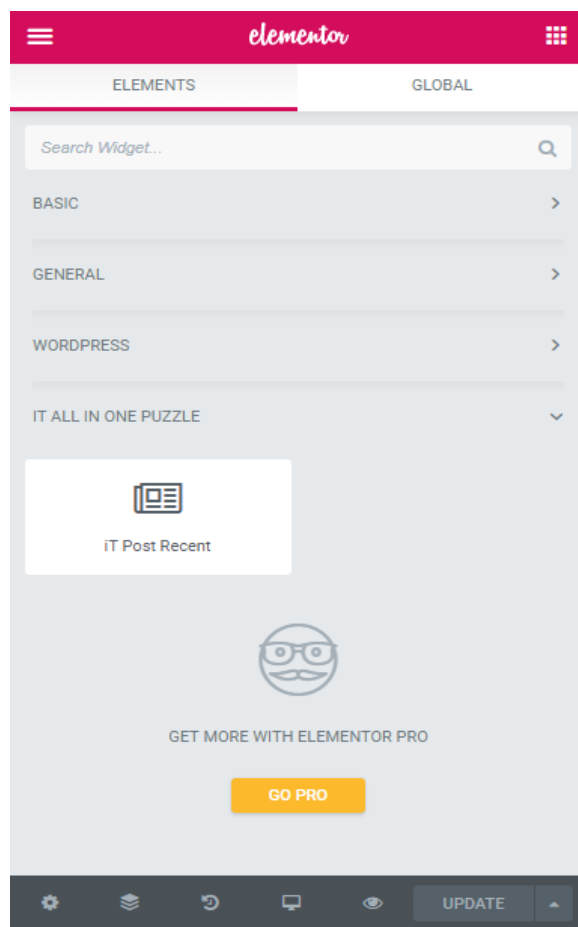 elementor
ELEMENTS GLOBAL
Search Widget...
BASIC
GENERAL
WORDPRESS
IT ALL IN ONE PUZZLE
iT Post Recent
GET MORE WITH ELEMENTOR PRO
GO PRO
UPDATE